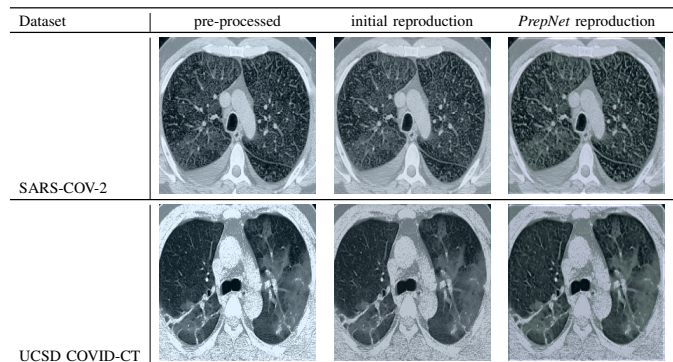 Dataset pre-processed initial reproduction PrepNet reproduction
SARS-COV-2
UCSD COVID-CT